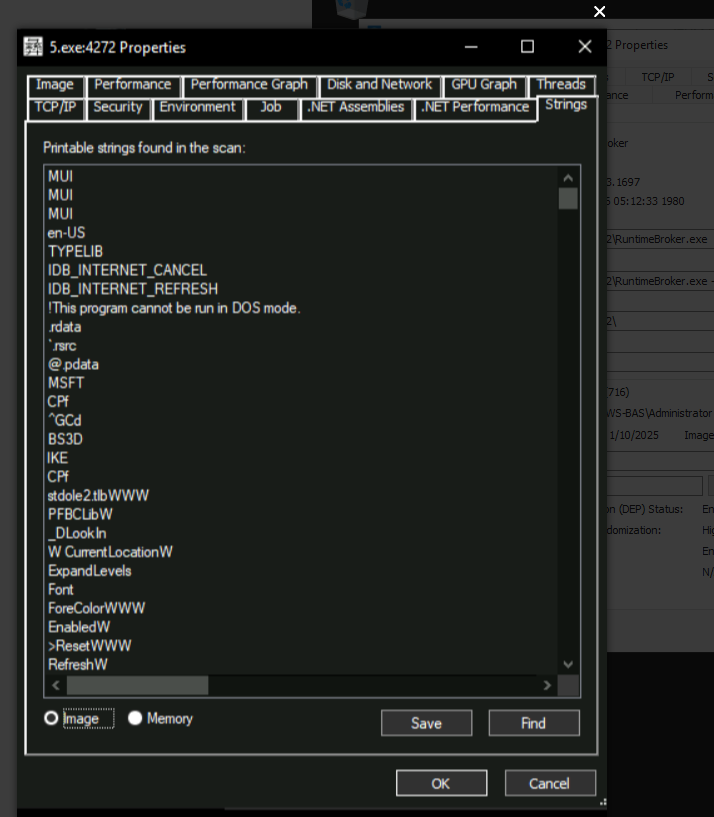 5.exe:4272 Properties
Image Performance Performance Graph Disk and Network GPU Graph Threads
TCP/IP Security Environment Job .NET Assemblies .NET Performance Strings
Printable strings found in the scan:
MUI
MUI
MUI
en-US
TYPELIB
IDB_INTERNET_CANCEL
IDB_INTERNET_REFRESH
!This program cannot be run in DOS mode.
.rdata
`.rsrc
@.pdata
MSFT
CPf
^GCd
BS3D
IKE
CPf
stdole2.tlbWWW
PFBCLibW
_DLookIn
W CurrentLocationW
ExpandLevels
Font
ForeColorWWW
EnabledW
>ResetWWW
RefreshW
Image Memory
Save Find
OK Cancel
2 Properties
TCP/IP S
ance Perform
oker
3.1697
6 05:12:33 1980
2\RuntimeBroker.exe
2\RuntimeBroker.exe -
2\
716)
WS-BAS\Administrator
1/10/2025 Image
on (DEP) Status: En
domization: Hig
En
N/